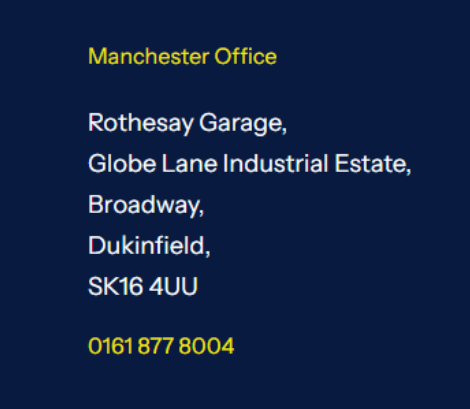 Manchester Office
Rothesay Garage,
Globe Lane Industrial Estate,
Broadway,
Dukinfield,
SK16 4UU
0161 877 8004